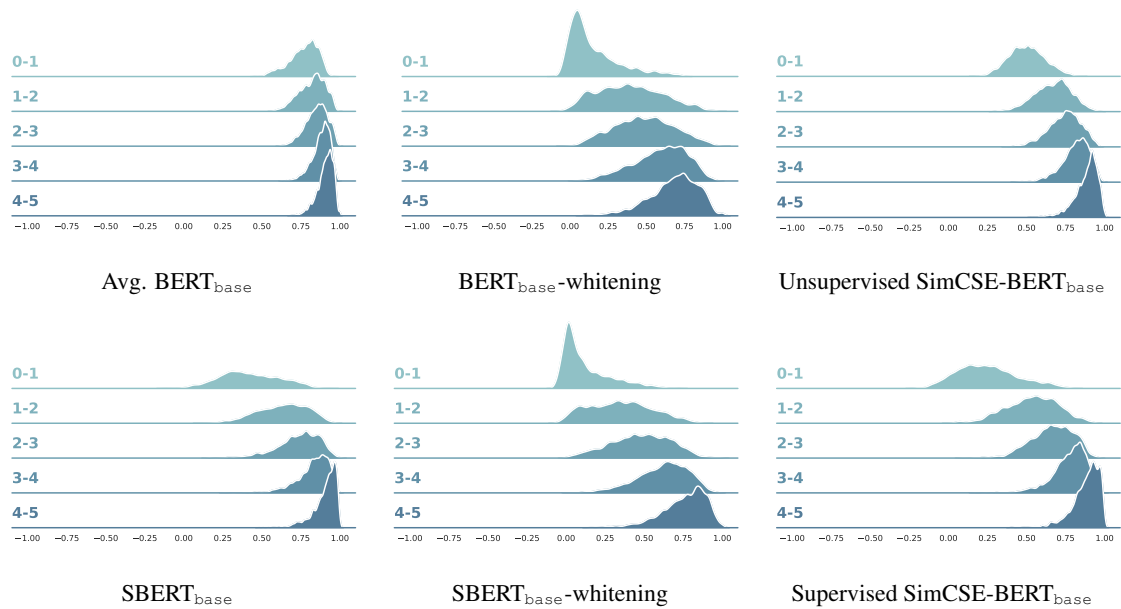 0-1
1-2
2-3
3-4
4-5
−1.00 −0.75 −0.50 −0.25 0.00 0.25 0.50 0.75 1.00
Avg. BERTbase
0-1
1-2
2-3
3-4
4-5
−1.00 −0.75 −0.50 −0.25 0.00 0.25 0.50 0.75 1.00
BERTbase-whitening
0-1
1-2
2-3
3-4
4-5
−1.00 −0.75 −0.50 −0.25 0.00 0.25 0.50 0.75 1.00
Unsupervised SimCSE-BERTbase
0-1
1-2
2-3
3-4
4-5
−1.00 −0.75 −0.50 −0.25 0.00 0.25 0.50 0.75 1.00
SBERTbase
0-1
1-2
2-3
3-4
4-5
−1.00 −0.75 −0.50 −0.25 0.00 0.25 0.50 0.75 1.00
SBERTbase-whitening
0-1
1-2
2-3
3-4
4-5
−1.00 −0.75 −0.50 −0.25 0.00 0.25 0.50 0.75 1.00
Supervised SimCSE-BERTbase